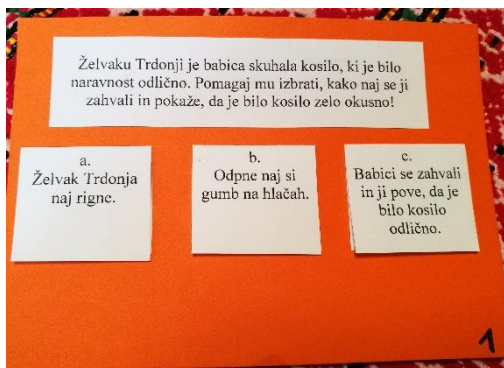 Želvaku Trdonji je babica skuhala kosilo, ki je bilo
naravnost odlično. Pomagaj mu izbrati, kako naj se ji
zahvali in pokaže, da je bilo kosilo zelo okusno!
a.
Želvak Trdonja
naj rigne.
b.
Odpne naj si
gumb na hlačah.
c.
Babici se zahvali
in ji pove, da je
bilo kosilo
odlično.
1